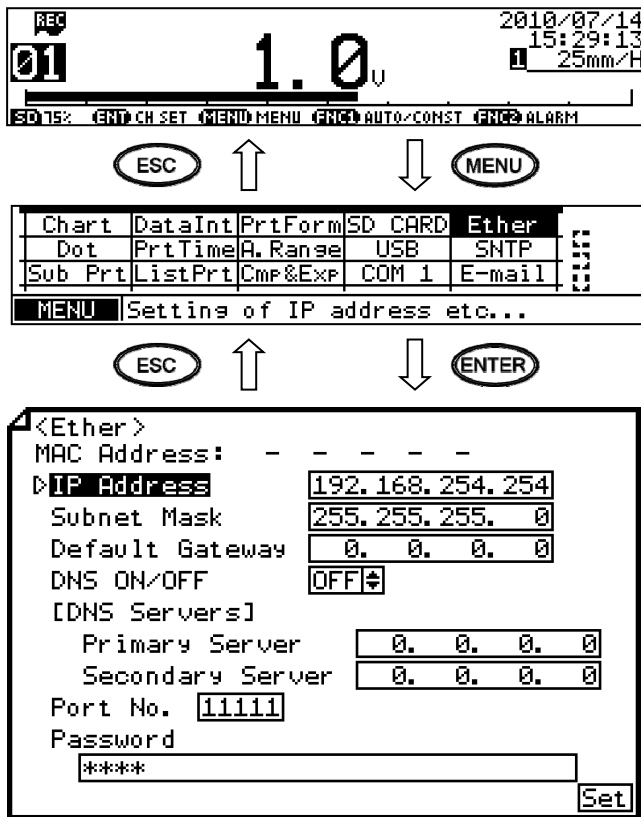 REC
2010/07/14
15:29:13
01 1.0V 1 25mm/H
SD 75% ENT CH SET MENU MENU FNC1 AUTO/CONST FNC2 ALARM
ESC MENU
Chart DataInt PrtForm SD CARD Ether
Dot PrtTime A.Range USB SNTP
Sub Prt ListPrt Cmp&Exp COM 1 E-mail
MENU Setting of IP address etc...
ESC ENTER
<Ether>
MAC Address: - - - - -
IP Address 192.168.254.254
Subnet Mask 255.255.255. 0
Default Gateway 0. 0. 0. 0
DNS ON/OFF OFF
[DNS Servers]
Primary Server 0. 0. 0. 0
Secondary Server 0. 0. 0. 0
Port No. 11111
Password
****
Set